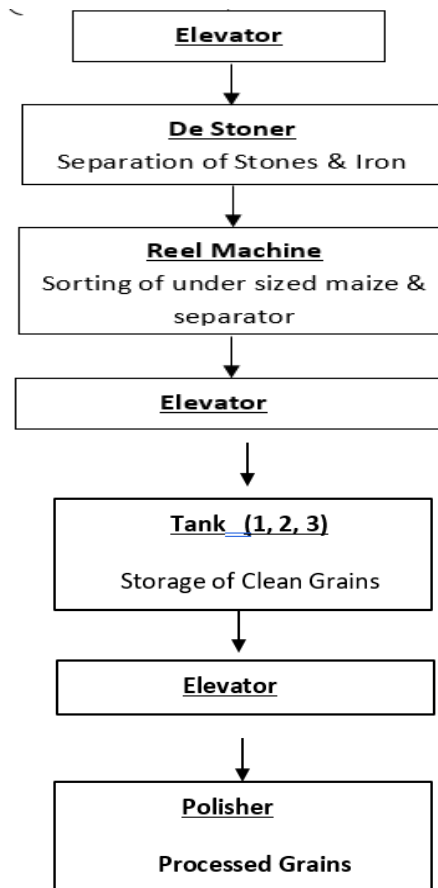 Elevator
De Stoner
Separation of Stones & Iron
Reel Machine
Sorting of under sized maize &
separator
Elevator
Tank (1, 2, 3)
Storage of Clean Grains
Elevator
Polisher
Processed Grains